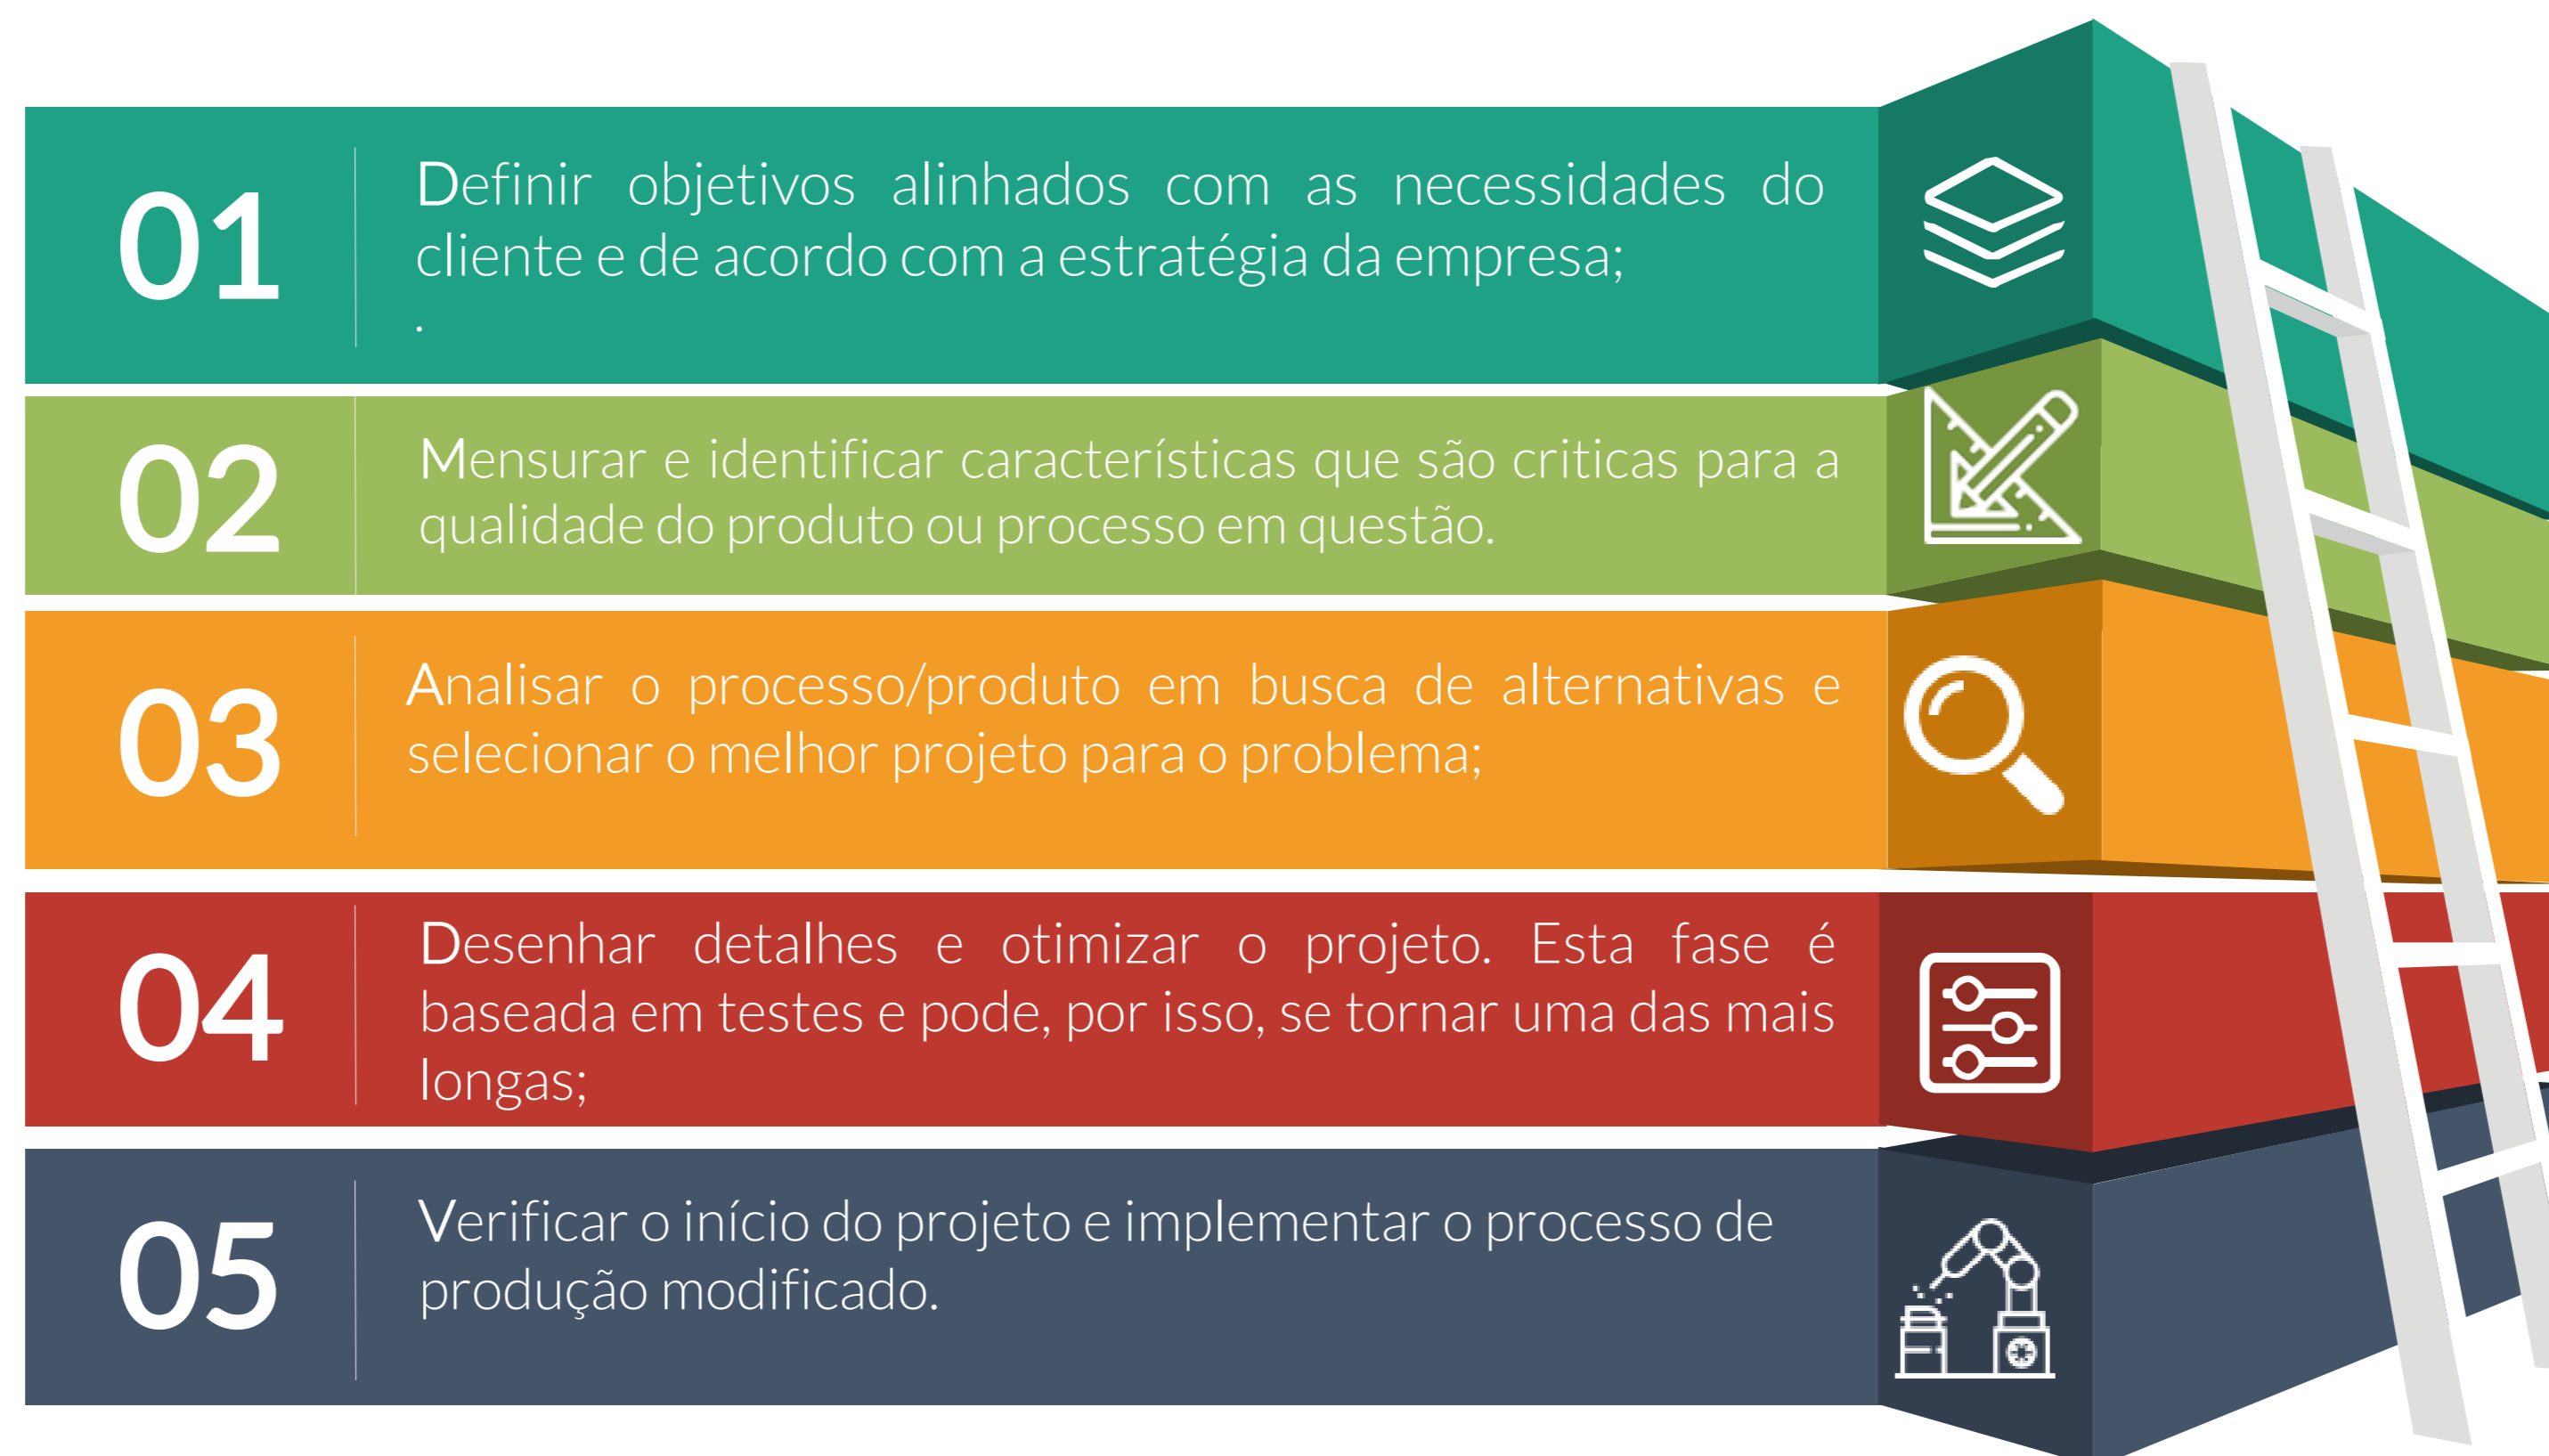 01
Definir objetivos alinhados com as necessidades do
cliente e de acordo com a estratégia da empresa;
.
02
Mensurar e identificar características que são criticas para a
qualidade do produto ou processo em questão.
03
Analisar o processo/produto em busca de alternativas e
selecionar o melhor projeto para o problema;
04
Desenhar detalhes e otimizar o projeto. Esta fase é
baseada em testes e pode, por isso, se tornar uma das mais
longas;
05
Verificar o início do projeto e implementar o processo de
produção modificado.